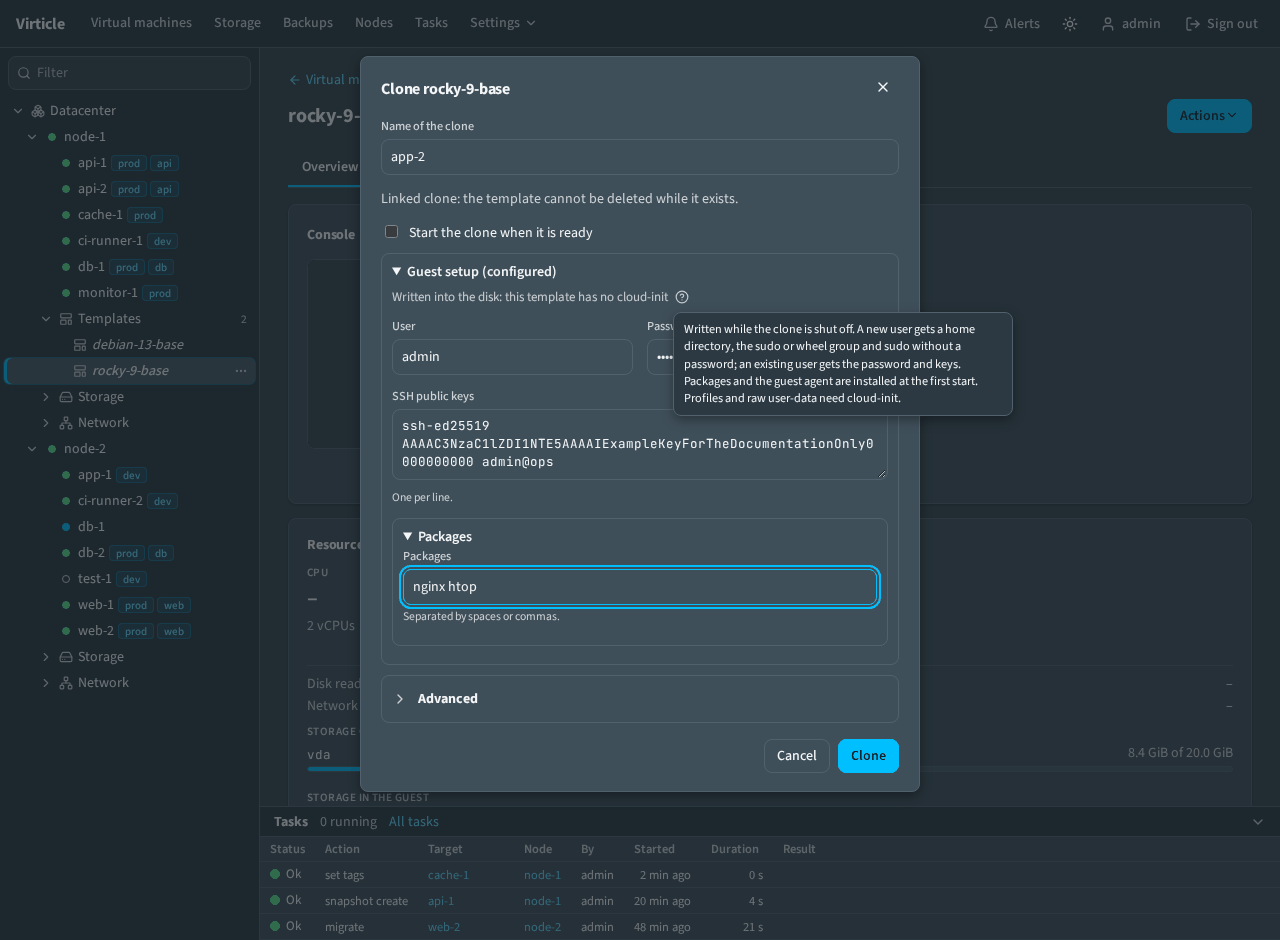 Virticle
Virtual machines
Storage
Backups
Nodes
Tasks
Settings
Alerts
admin
Sign out
Filter
Datacenter
node-1
api-1 prod api
api-2 prod api
cache-1 prod
ci-runner-1 dev
db-1 prod db
monitor-1 prod
Templates 2
debian-13-base
rocky-9-base ...
Storage
Network
node-2
app-1 dev
ci-runner-2 dev
db-1
db-2 prod db
test-1 dev
web-1 prod web
web-2 prod web
Storage
Network
← Virtual m
rocky-9-
Actions
Overview
Console
Resource
CPU
–
2 vCPUs
Disk read
–
Network
–
STORAGE
vda
8.4 GiB of 20.0 GiB
STORAGE IN THE GUEST
Clone rocky-9-base
Name of the clone
app-2
Linked clone: the template cannot be deleted while it exists.
Start the clone when it is ready
Guest setup (configured)
Written into the disk: this template has no cloud-init
User
admin
Passw
••••
Written while the clone is shut off. A new user gets a home
directory, the sudo or wheel group and sudo without a
password; an existing user gets the password and keys.
Packages and the guest agent are installed at the first start.
Profiles and raw user-data need cloud-init.
SSH public keys
ssh-ed25519
AAAAC3NzaC1lZDI1NTE5AAAAIExampleKeyForTheDocumentationOnly0
000000000 admin@ops
One per line.
Packages
Packages
nginx htop
Separated by spaces or commas.
Advanced
Cancel
Clone
Tasks 0 running All tasks
Status Action Target Node By Started Duration Result
Ok set tags cache-1 node-1 admin 2 min ago 0 s
Ok snapshot create api-1 node-1 admin 20 min ago 4 s
Ok migrate web-2 node-2 admin 48 min ago 21 s